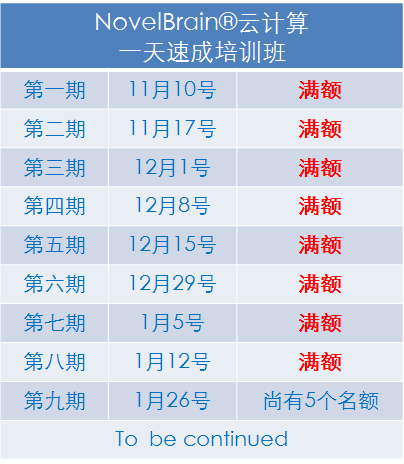 NovelBrain®云计算
一天速成培训班
第一期 11月10号 满额
第二期 11月17号 满额
第三期 12月1号 满额
第四期 12月8号 满额
第五期 12月15号 满额
第六期 12月29号 满额
第七期 1月5号 满额
第八期 1月12号 满额
第九期 1月26号 尚有5个名额
To be continued